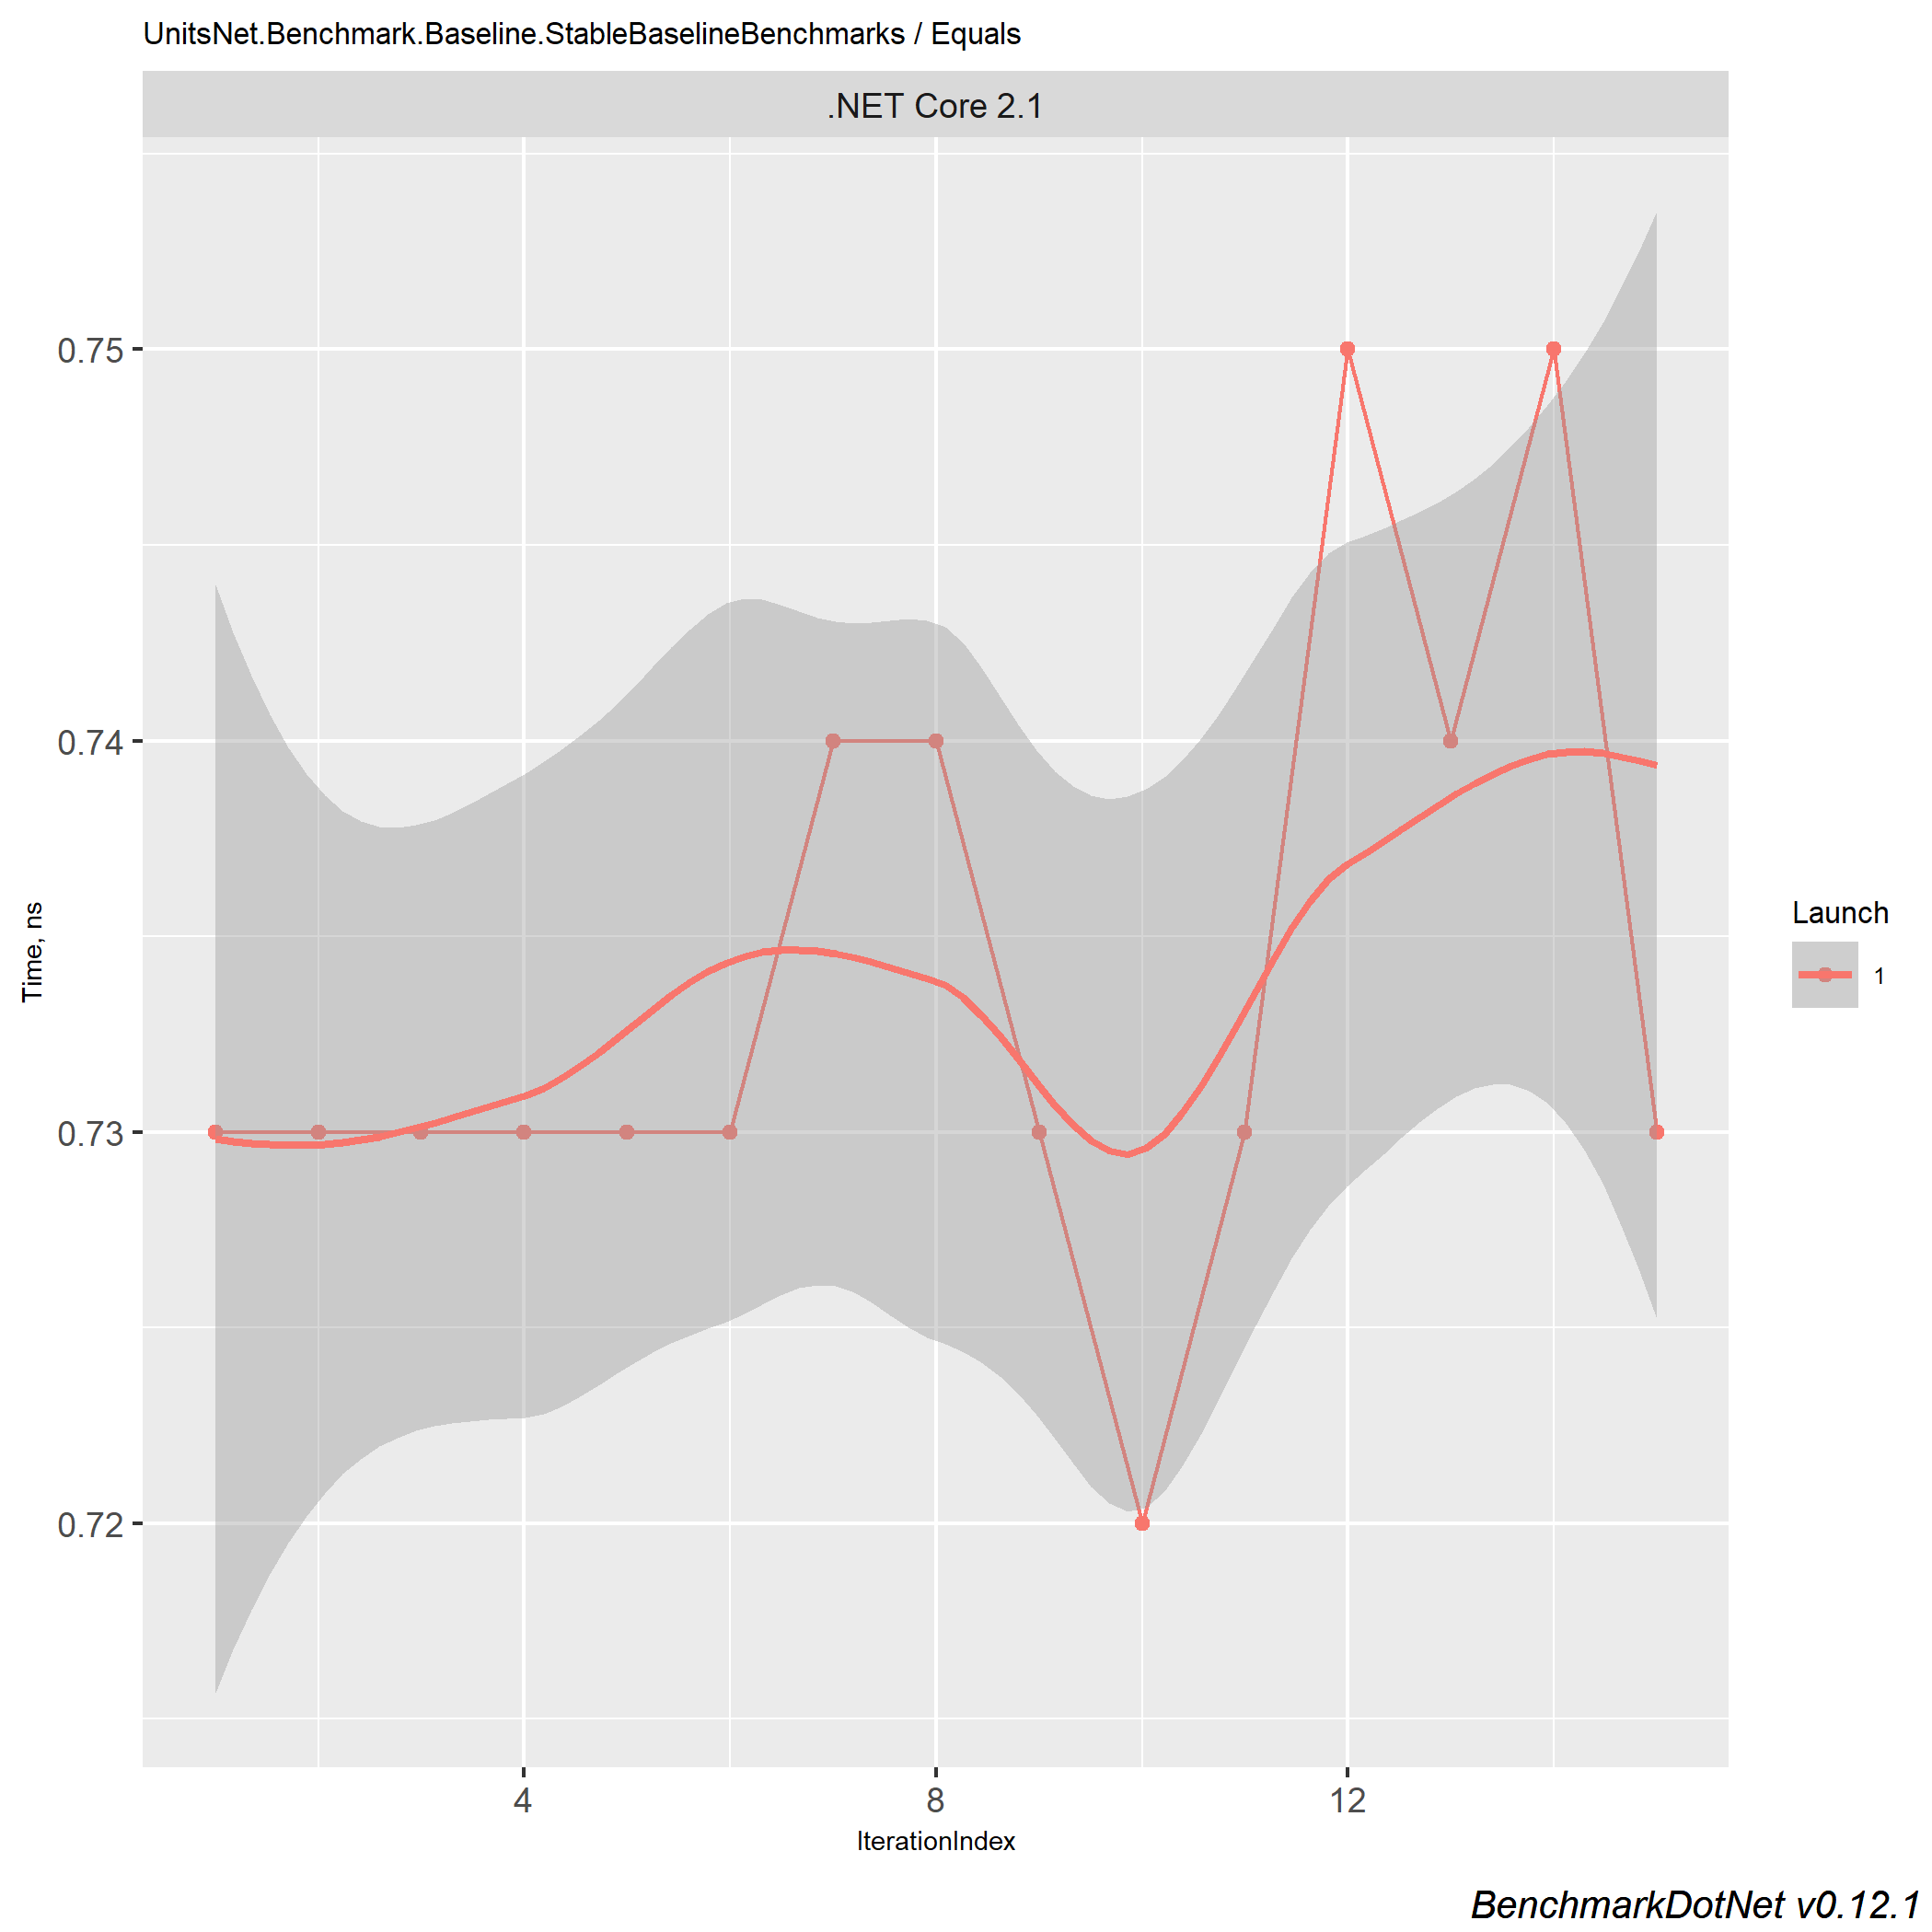 UnitsNet.Benchmark.Baseline.StableBaselineBenchmarks / Equals
.NET Core 2.1
0.75
0.74
0.73
0.72
Time, ns
4 8 12
IterationIndex
Launch
1
BenchmarkDotNet v0.12.1